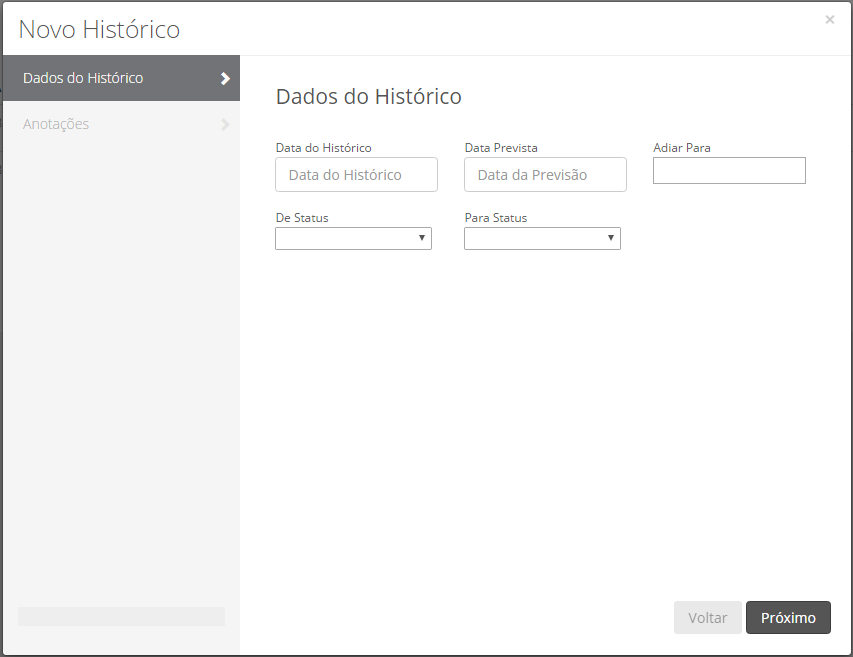 Novo Histórico
×
Dados do Histórico
Anotações
Dados do Histórico
Data do Histórico
Data Prevista
Adiar Para
Data do Histórico
Data da Previsão
De Status
Para Status
Voltar
Próximo